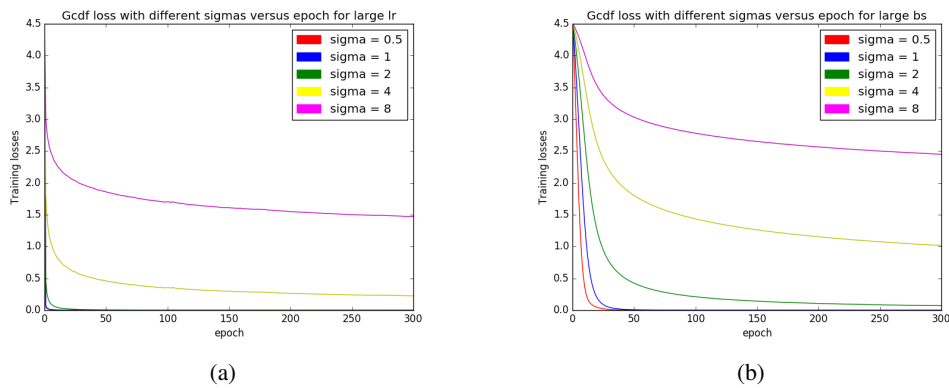 Gcdf loss with different sigmas versus epoch for large lr
4.5
4.0
3.5
3.0
2.5
2.0
1.5
1.0
0.5
0.0
Training losses
0
50
100
150
200
250
300
epoch
sigma = 0.5
sigma = 1
sigma = 2
sigma = 4
sigma = 8
(a)
Gcdf loss with different sigmas versus epoch for large bs
4.5
4.0
3.5
3.0
2.5
2.0
1.5
1.0
0.5
0.0
Training losses
0
50
100
150
200
250
300
epoch
sigma = 0.5
sigma = 1
sigma = 2
sigma = 4
sigma = 8
(b)